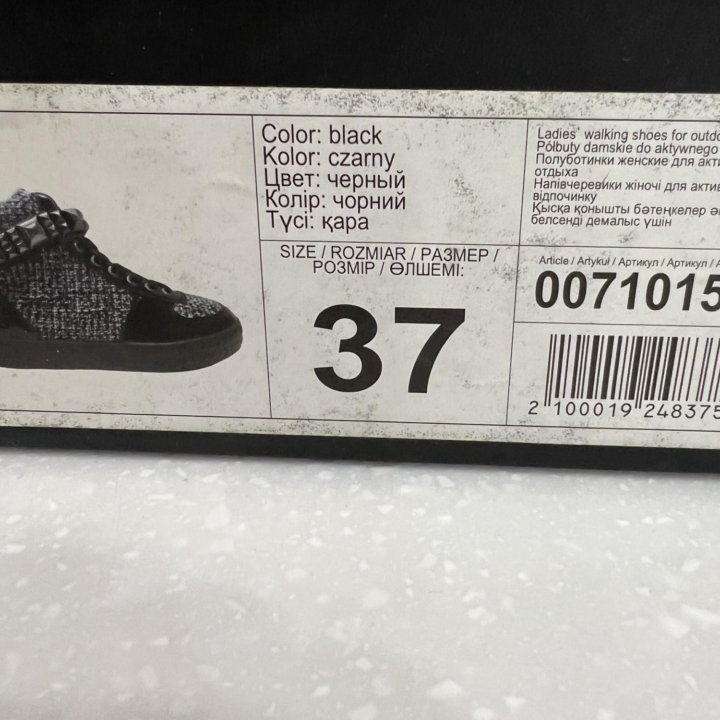 Color: black
Kolor: czarny
Цвет: черный
Колір: чорний
Түсі: қара
SIZE / ROZMIAR / РАЗМЕР /
РОЗМІР / ӨЛШЕМІ:
37
Ladies' walking shoes for outdo
Półbuty damskie do aktywnego
Полуботинки женские для акти
отдыха
Напівчеревики жіночі для актив
відпочинку
Қысқа қонышты бәтеңкелер әй
белсенді демалыс үшін
Article / Artykuł / Артикул / Артикул / А
0071015
2 100019 248375